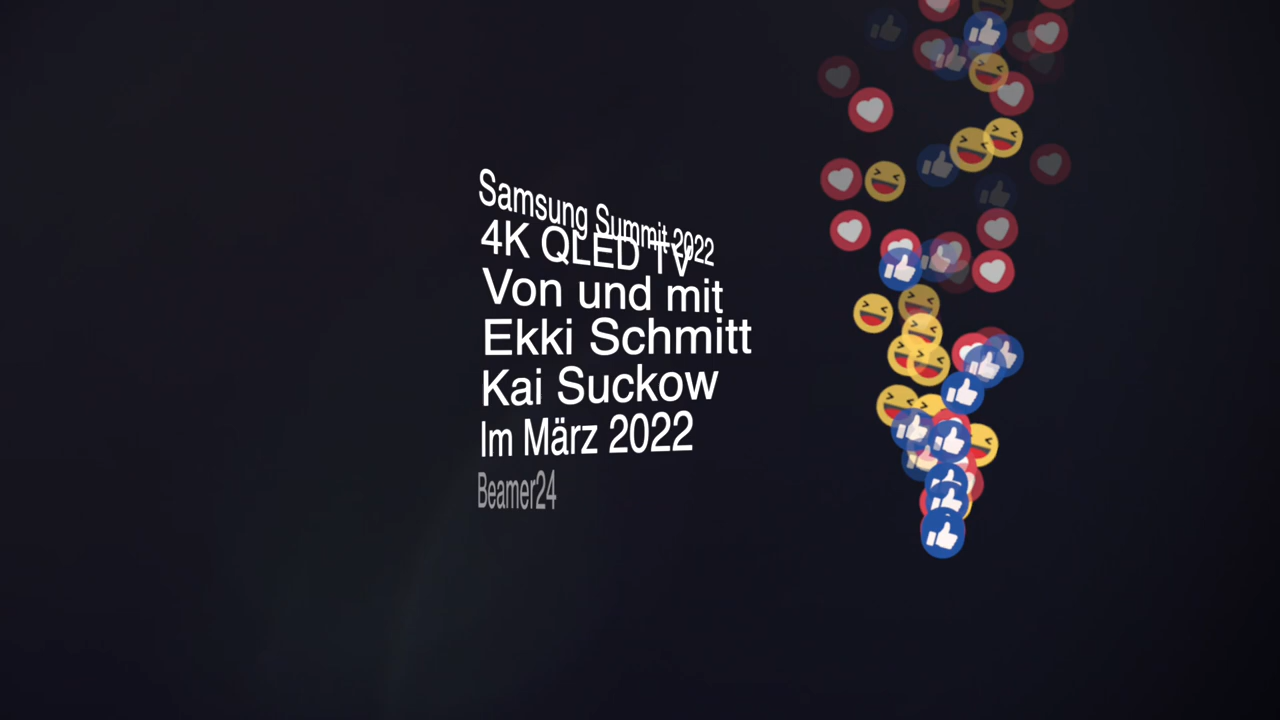 Samsung Summit 2022
4K QLED TV
Von und mit
Ekki Schmitt
Kai Suckow
Im März 2022
Beamer24